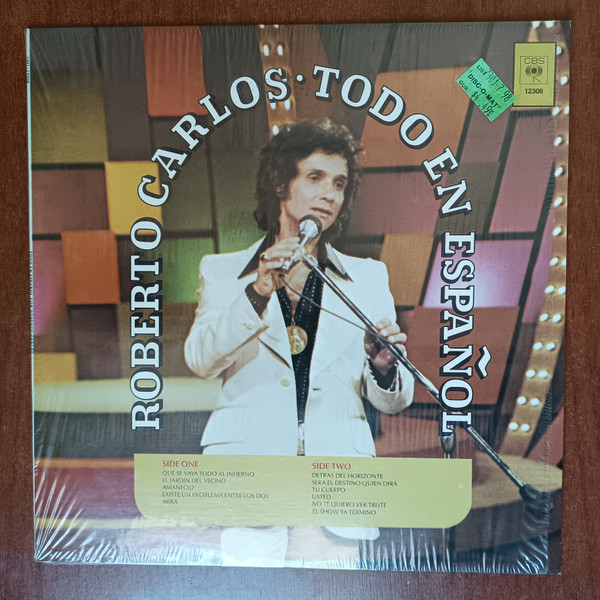 ROBERTO CARLOS · TODO EN ESPAÑOL
CBS
12308
LIST
DISC-O-MAT
OUR
SIDE ONE
QUE SE VAYA TODO AL INFIERNO
EL JARDIN DEL VECINO
AMANECIO
EXISTE UN PROBLEMA ENTRE LOS DOS
MIRA
SIDE TWO
DETRAS DEL HORIZONTE
SERA EL DESTINO QUIEN DIRA
TU CUERPO
USTED
NO TE QUIERO VER TRISTE
EL SHOW YA TERMINO